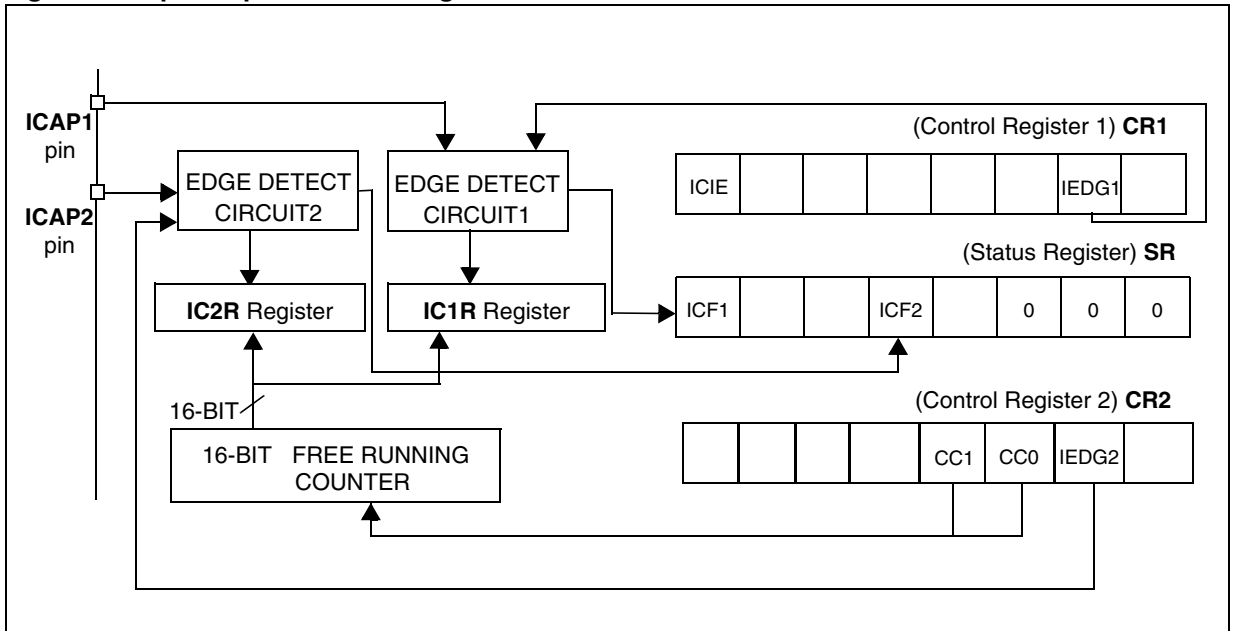 ICAP1
pin
ICAP2
pin
EDGE DETECT
CIRCUIT2
EDGE DETECT
CIRCUIT1
IC2R Register
IC1R Register
16-BIT
16-BIT FREE RUNNING
COUNTER
(Control Register 1) CR1
ICIE IEDG1
(Status Register) SR
ICF1 ICF2 0 0 0
(Control Register 2) CR2
CC1 CC0 IEDG2